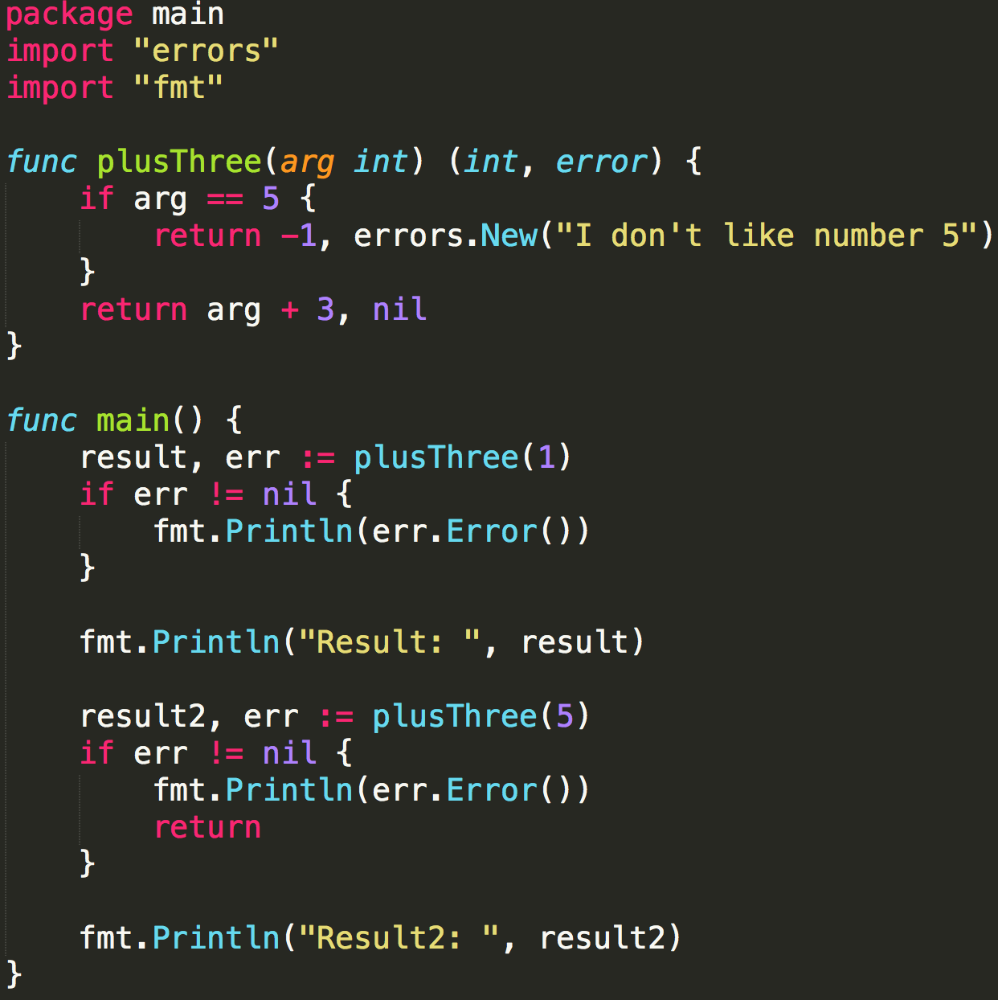 package main
import "errors"
import "fmt"

func plusThree(arg int) (int, error) {
    if arg == 5 {
        return -1, errors.New("I don't like number 5")
    }
    return arg + 3, nil
}

func main() {
    result, err := plusThree(1)
    if err != nil {
        fmt.Println(err.Error())
    }

    fmt.Println("Result: ", result)

    result2, err := plusThree(5)
    if err != nil {
        fmt.Println(err.Error())
        return
    }

    fmt.Println("Result2: ", result2)
}